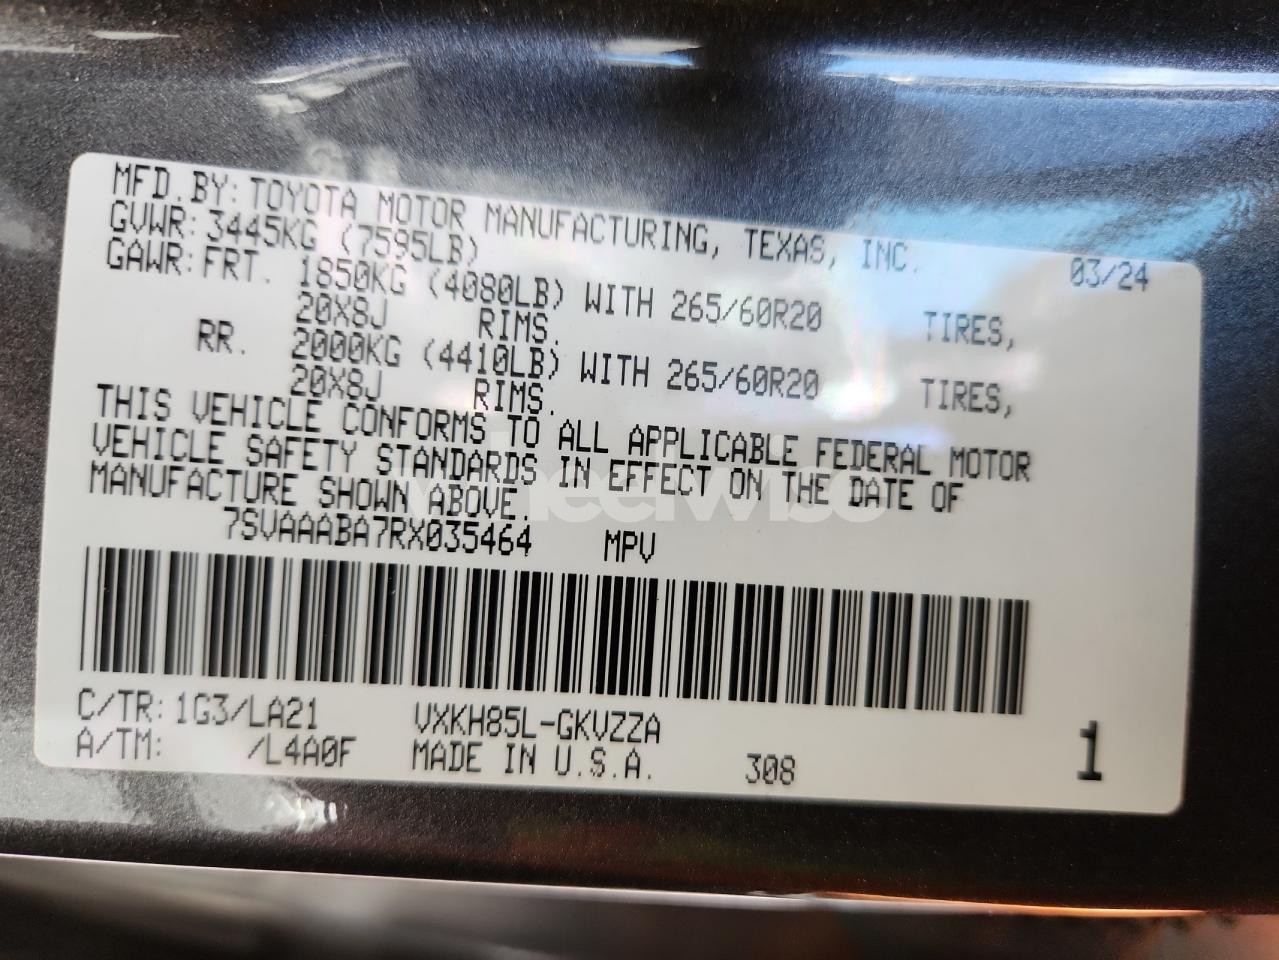 MFD. BY: TOYOTA MOTOR MANUFACTURING, TEXAS, INC. 03/24
GVWR: 3445KG (7595LB)
GAWR: FRT. 1850KG (4080LB) WITH 265/60R20 TIRES,
20X8J RIMS.
RR. 2000KG (4410LB) WITH 265/60R20 TIRES,
20X8J RIMS.
THIS VEHICLE CONFORMS TO ALL APPLICABLE FEDERAL MOTOR
VEHICLE SAFETY STANDARDS IN EFFECT ON THE DATE OF
MANUFACTURE SHOWN ABOVE.
wheelwise
7SVAAABA7RX035464 MPV
C/TR: 1G3/LA21 VXKH85L-GKVZZA
A/TM: /L4A0F MADE IN U.S.A. 308 1